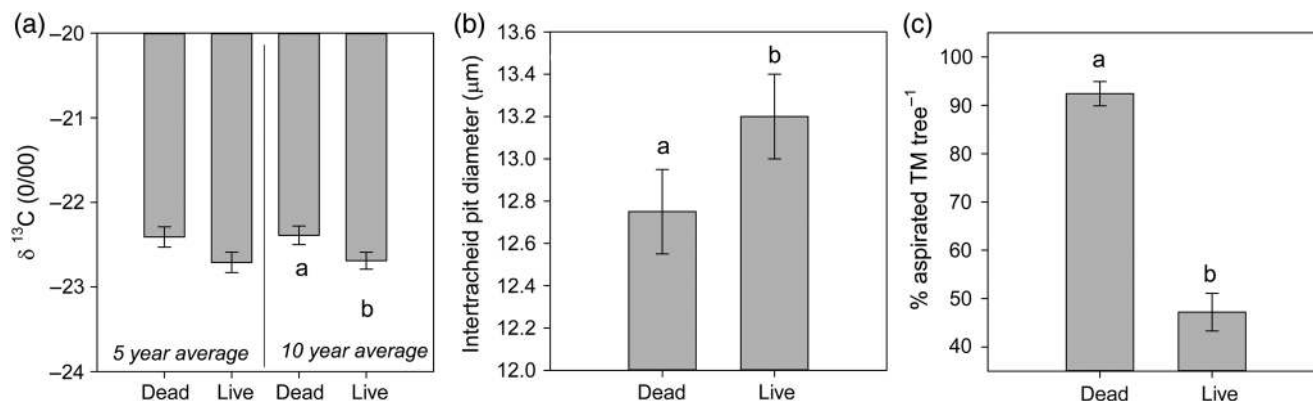 (a)
δ 13C (0/00)
–20
–21
–22
–23
–24
a
b
5 year average
10 year average
Dead Live Dead Live
(b)
Intertracheid pit diameter (µm)
13.6
13.4
13.2
13.0
12.8
12.6
12.4
12.2
12.0
a
b
Dead Live
(c)
% aspirated TM tree–1
100
90
80
70
60
50
40
a
b
Dead Live